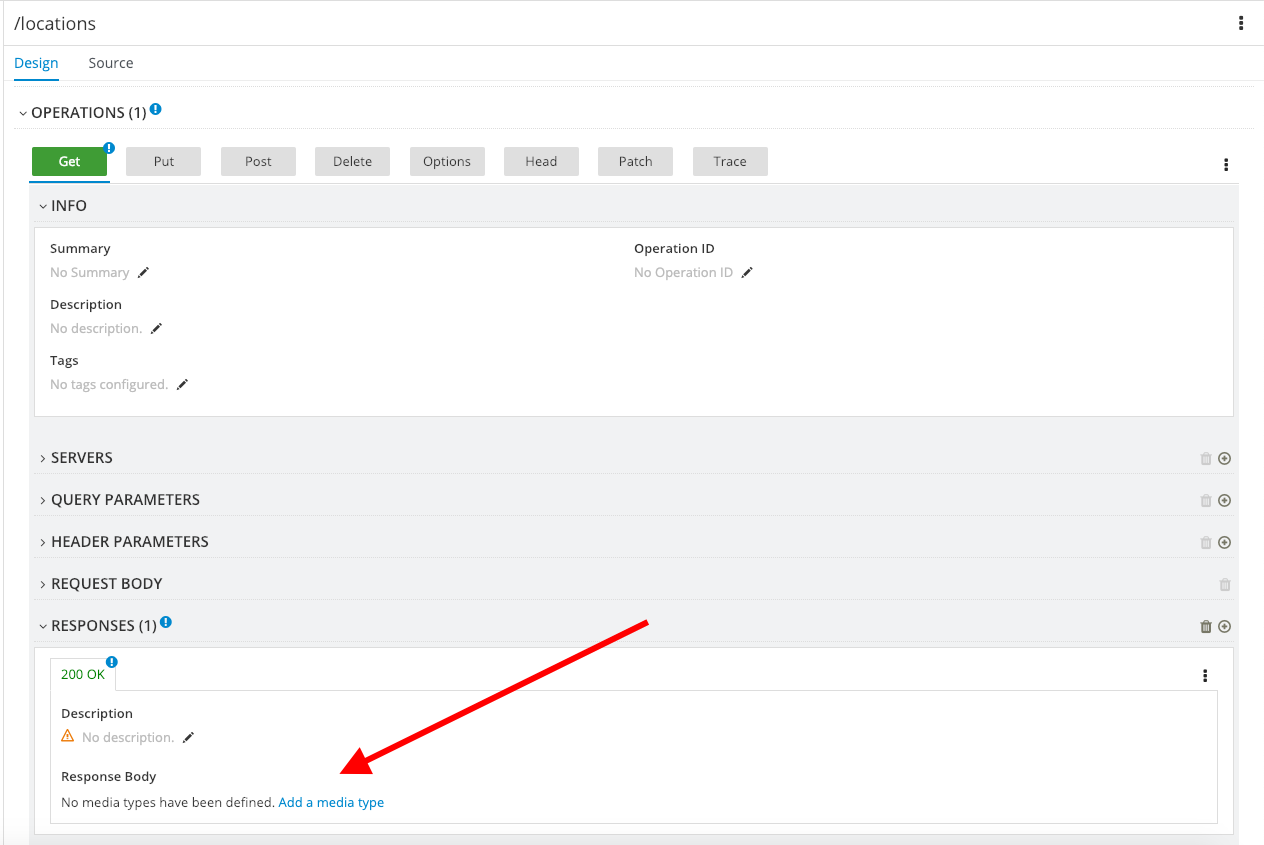 /locations
Design Source
OPERATIONS (1)
Get Put Post Delete Options Head Patch Trace
INFO
Summary Operation ID
No Summary No Operation ID
Description
No description.
Tags
No tags configured.
SERVERS
QUERY PARAMETERS
HEADER PARAMETERS
REQUEST BODY
RESPONSES (1)
200 OK
Description
No description.
Response Body
No media types have been defined. Add a media type